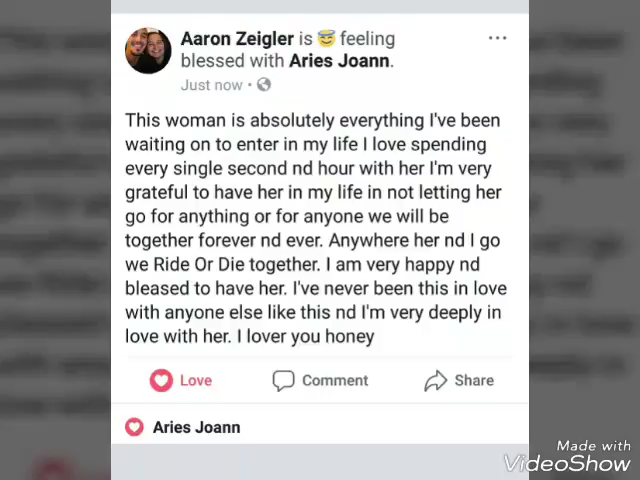 Aaron Zeigler is 😇 feeling
blessed with Aries Joann.
Just now •
This woman is absolutely everything I've been
waiting on to enter in my life I love spending
every single second nd hour with her I'm very
grateful to have her in my life in not letting her
go for anything or for anyone we will be
together forever nd ever. Anywhere her nd I go
we Ride Or Die together. I am very happy nd
bleased to have her. I've never been this in love
with anyone else like this nd I'm very deeply in
love with her. I lover you honey
Love Comment Share
Aries Joann
Made with
VideoShow